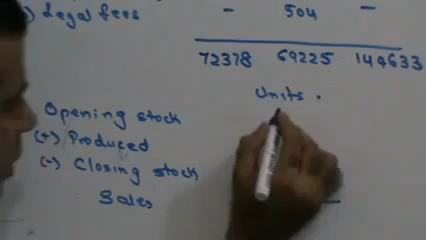 ) Legal fees - 504 -
72378 69225 144633
Units.
Opening stock
(+) Produced
(-) Closing stock
Sales